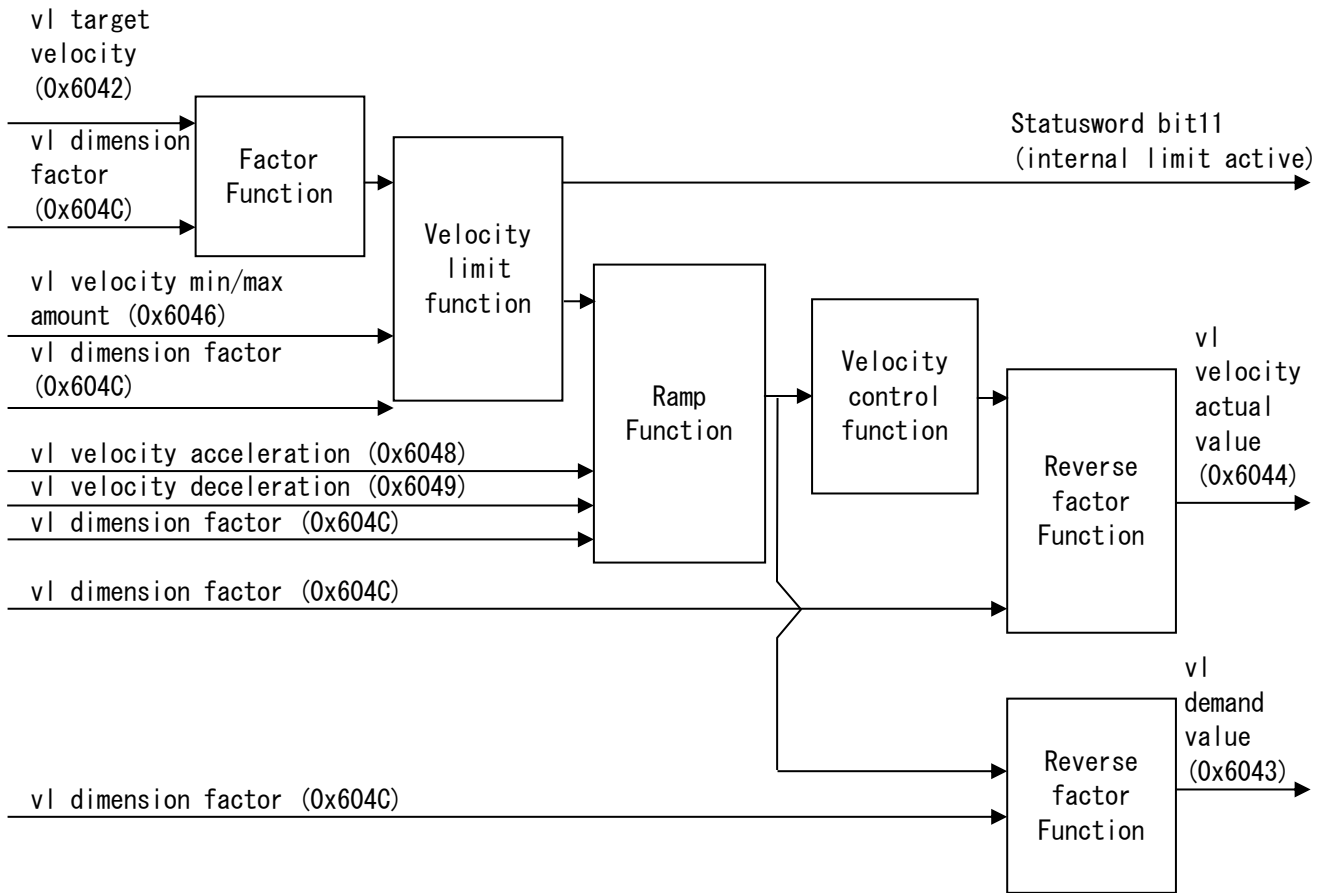 vl target
velocity
(0x6042)
vl dimension
factor
(0x604C)
Factor
Function
Statusword bit11
(internal limit active)
Velocity
limit
function
vl velocity min/max
amount (0x6046)
vl dimension factor
(0x604C)
Ramp
Function
Velocity
control
function
vl
velocity
actual
value
(0x6044)
vl velocity acceleration (0x6048)
vl velocity deceleration (0x6049)
vl dimension factor (0x604C)
Reverse
factor
Function
vl dimension factor (0x604C)
vl
demand
value
(0x6043)
Reverse
factor
Function
vl dimension factor (0x604C)